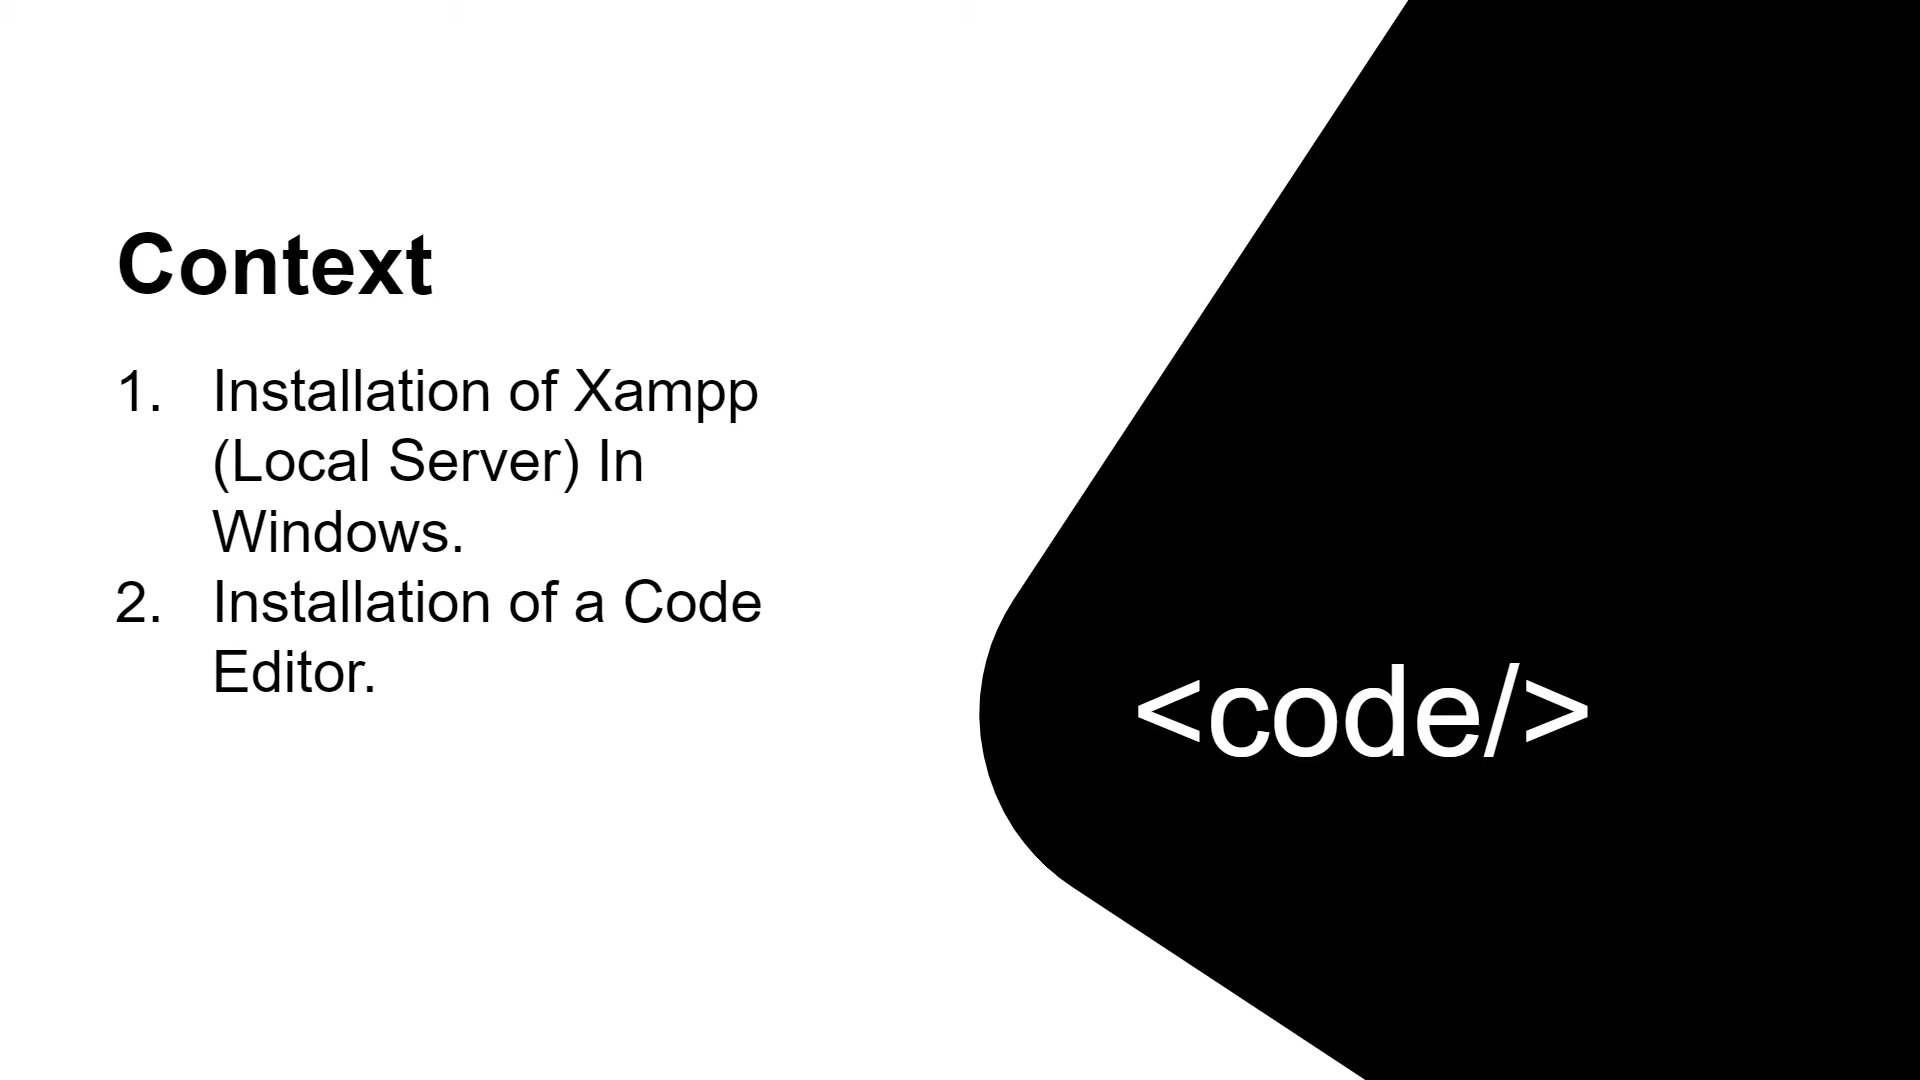 Context
1. Installation of Xampp
(Local Server) In
Windows.
2. Installation of a Code
Editor.
<code/>